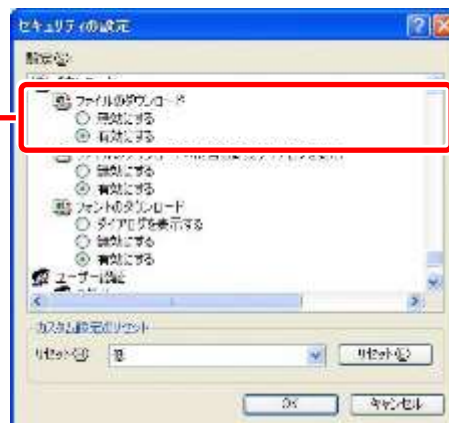 セキュリティの設定
設定(S):
ファイルのダウンロード
無効にする
有効にする
無効にする
有効にする
フォントのダウンロード
ダイアログを表示する
無効にする
有効にする
ユーザー認証
カスタム設定のリセット
リセット(R): 低
リセット(E)
OK
キャンセル